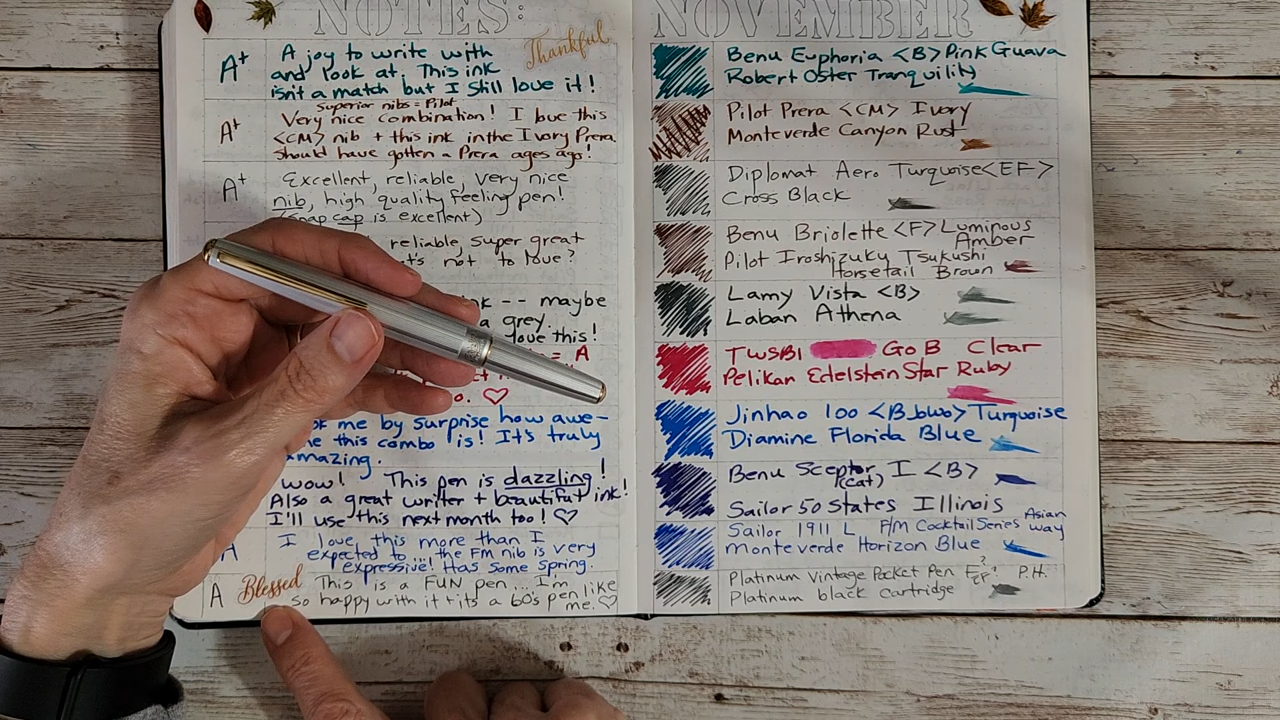 NOTES:
Thankful
A+
A joy to write with
and look at. This ink
isn't a match but I still love it!
Superior nibs = Pilot
A+
Very nice combination! I love this
<CM> nib + this ink in the Ivory Prera.
Should have gotten a Prera ages ago!
A+
Excellent, reliable, very nice
nib, high quality feeling pen!
(snap cap is excellent)
reliable, super great
not to love?
-- maybe
a grey.
love this!
= A
me by surprise how awe-
this combo is! It's truly
amazing.
wow! This pen is dazzling!
Also a great writer + beautiful ink!
I'll use this next month too! ♡
A
I love this more than I
expected to... the FM nib is very
expressive! Has some spring.
A
Blessed
This is a FUN pen... I'm
so happy with it + its a 60's pen like
me. ♡
NOVEMBER
Benu Euphoria <B> Pink Guava
Robert Oster Tranquility
Pilot Prera <CM> Ivory
Monteverde Canyon Rust
Diplomat Aero Turquoise <EF>
Cross Black
Benu Briolette <F> Luminous
Amber
Pilot Iroshizuku Tsukushi
Horsetail Brown
Lamy Vista <B>
Laban Athena
TWSBI Go B Clear
Pelikan Edelstein Star Ruby
Jinhao 100 <B bwo> Turquoise
Diamine Florida Blue
Benu Scepter I <B>
(Cat)
Sailor 50 States Illinois
Sailor 1911 L F/M Cocktail Series Asian
way
Monteverde Horizon Blue
Platinum Vintage Pocket Pen F? P.H.
Platinum black Cartridge